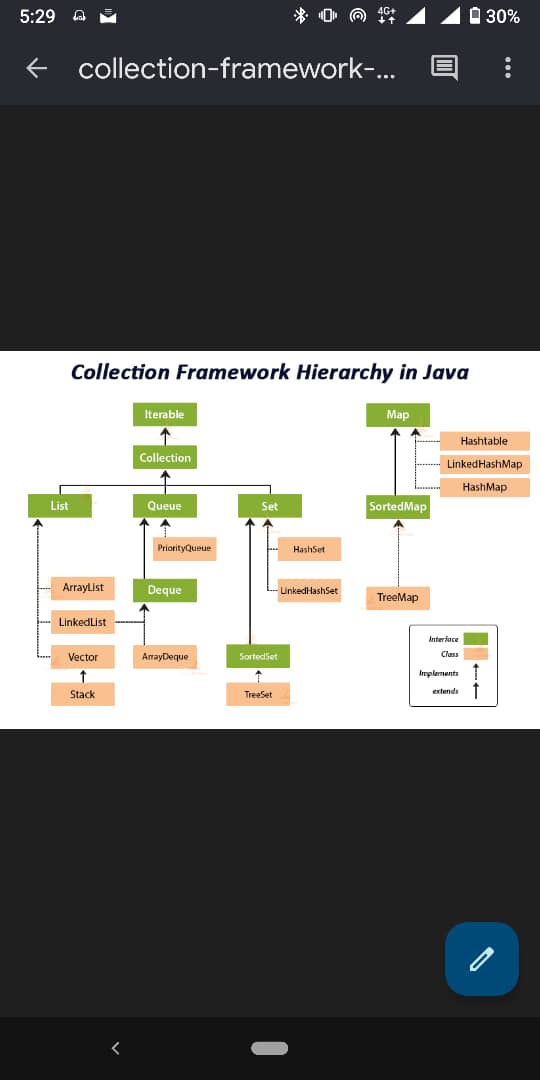 5:29 4G+ 30%
collection-framework-...
Collection Framework Hierarchy in Java
Iterable
Map
Hashtable
Collection
LinkedHashMap
HashMap
List
Queue
Set
SortedMap
PriorityQueue
HashSet
ArrayList
Deque
LinkedHashSet
TreeMap
LinkedList
Vector
ArrayDeque
SortedSet
Stack
TreeSet
Interface
Class
Implements
extends